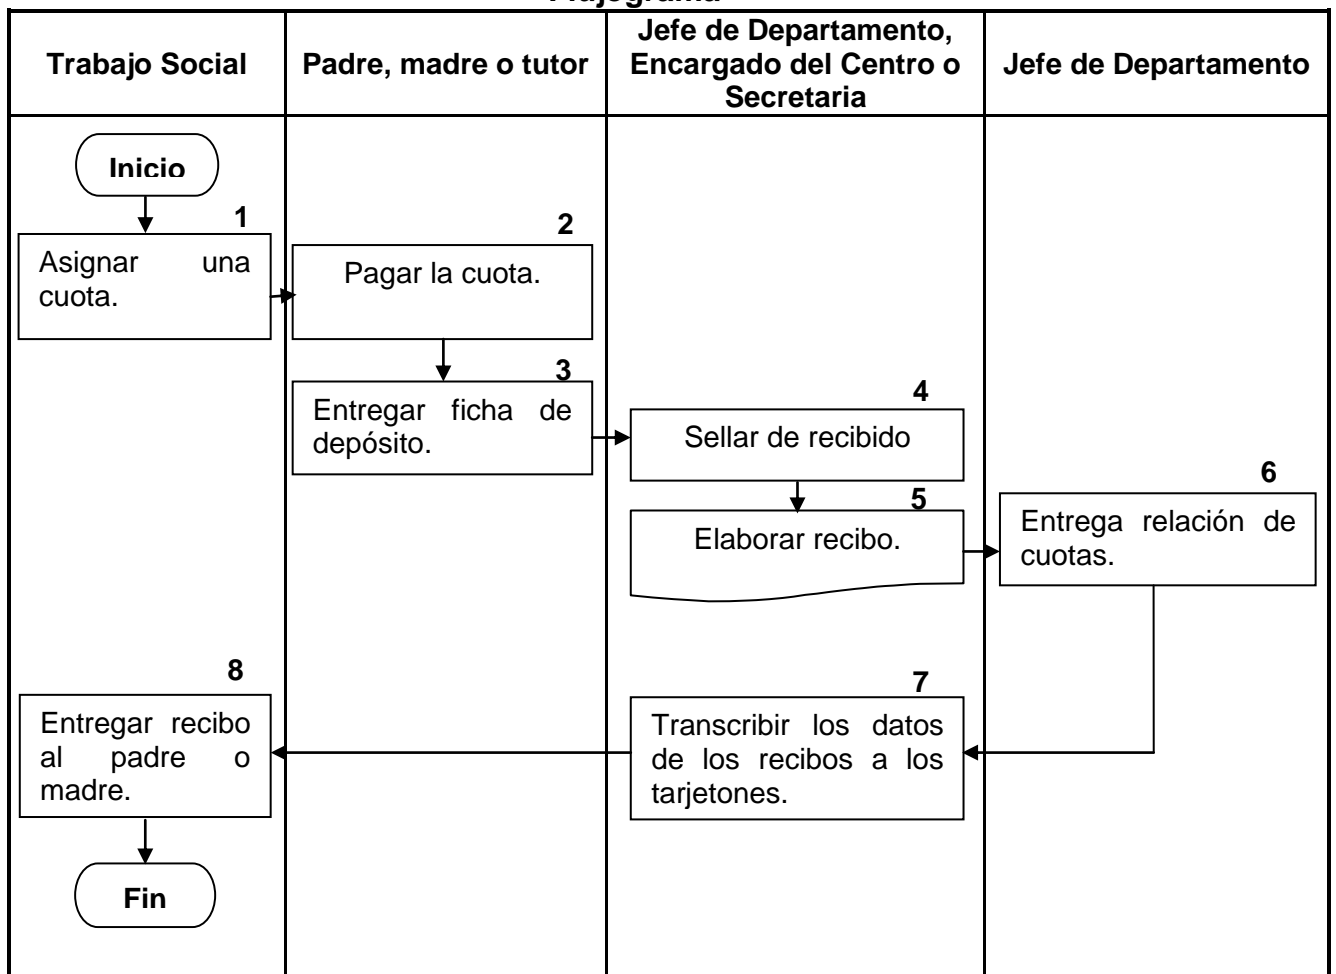 Flujograma
Trabajo Social
Padre, madre o tutor
Jefe de Departamento,
Encargado del Centro o
Secretaria
Jefe de Departamento
Inicio
1
Asignar una
cuota.
2
Pagar la cuota.
3
Entregar ficha de
depósito.
4
Sellar de recibido
5
Elaborar recibo.
6
Entrega relación de
cuotas.
7
Transcribir los datos
de los recibos a los
tarjetones.
8
Entregar recibo
al padre o
madre.
Fin